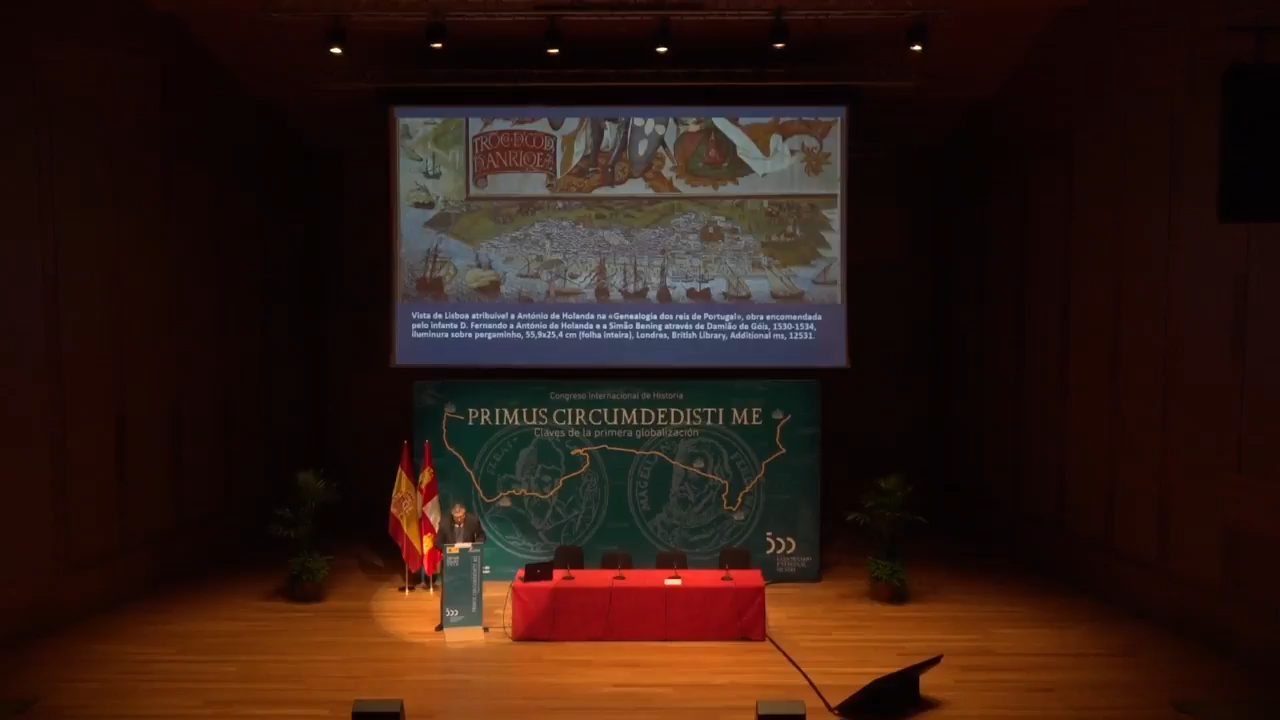 TROCODCOD
HANRIQE
Vista de Lisboa atribuível a António de Holanda na «Genealogia dos reis de Portugal», obra encomendada
pelo infante D. Fernando a António de Holanda e a Simão Bening através de Damião de Góis, 1530-1534,
iluminura sobre pergaminho, 55,9x25,4 cm (folha inteira), Londres, British Library, Additional ms, 12531.
Congreso Internacional de Historia
PRIMUS CIRCUMDEDISTI ME
Claves de la primera globalización
500
500